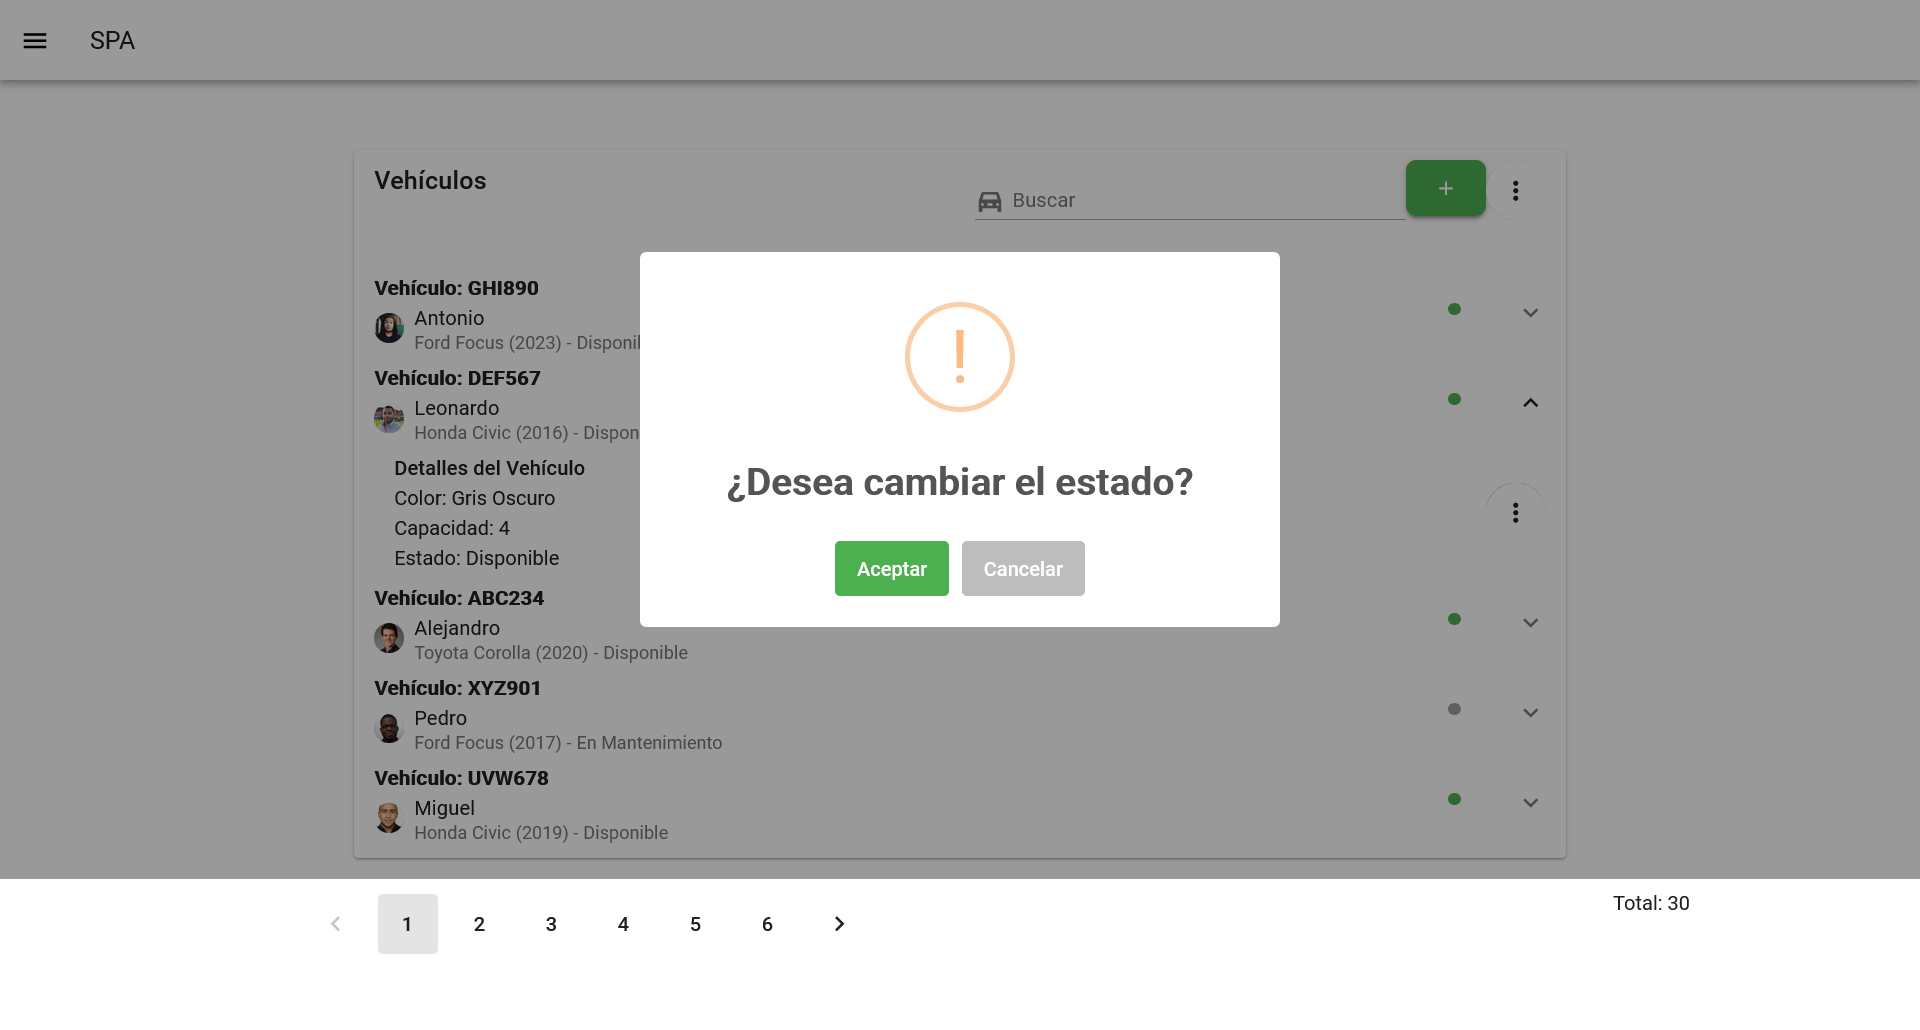 SPA
Vehículos
Buscar
+
Vehículo: GHI890
Antonio
Ford Focus (2023) - Disponil
Vehículo: DEF567
Leonardo
Honda Civic (2016) - Dispon
Detalles del Vehículo
Color: Gris Oscuro
Capacidad: 4
Estado: Disponible
¿Desea cambiar el estado?
Aceptar Cancelar
Vehículo: ABC234
Alejandro
Toyota Corolla (2020) - Disponible
Vehículo: XYZ901
Pedro
Ford Focus (2017) - En Mantenimiento
Vehículo: UVW678
Miguel
Honda Civic (2019) - Disponible
1 2 3 4 5 6
Total: 30